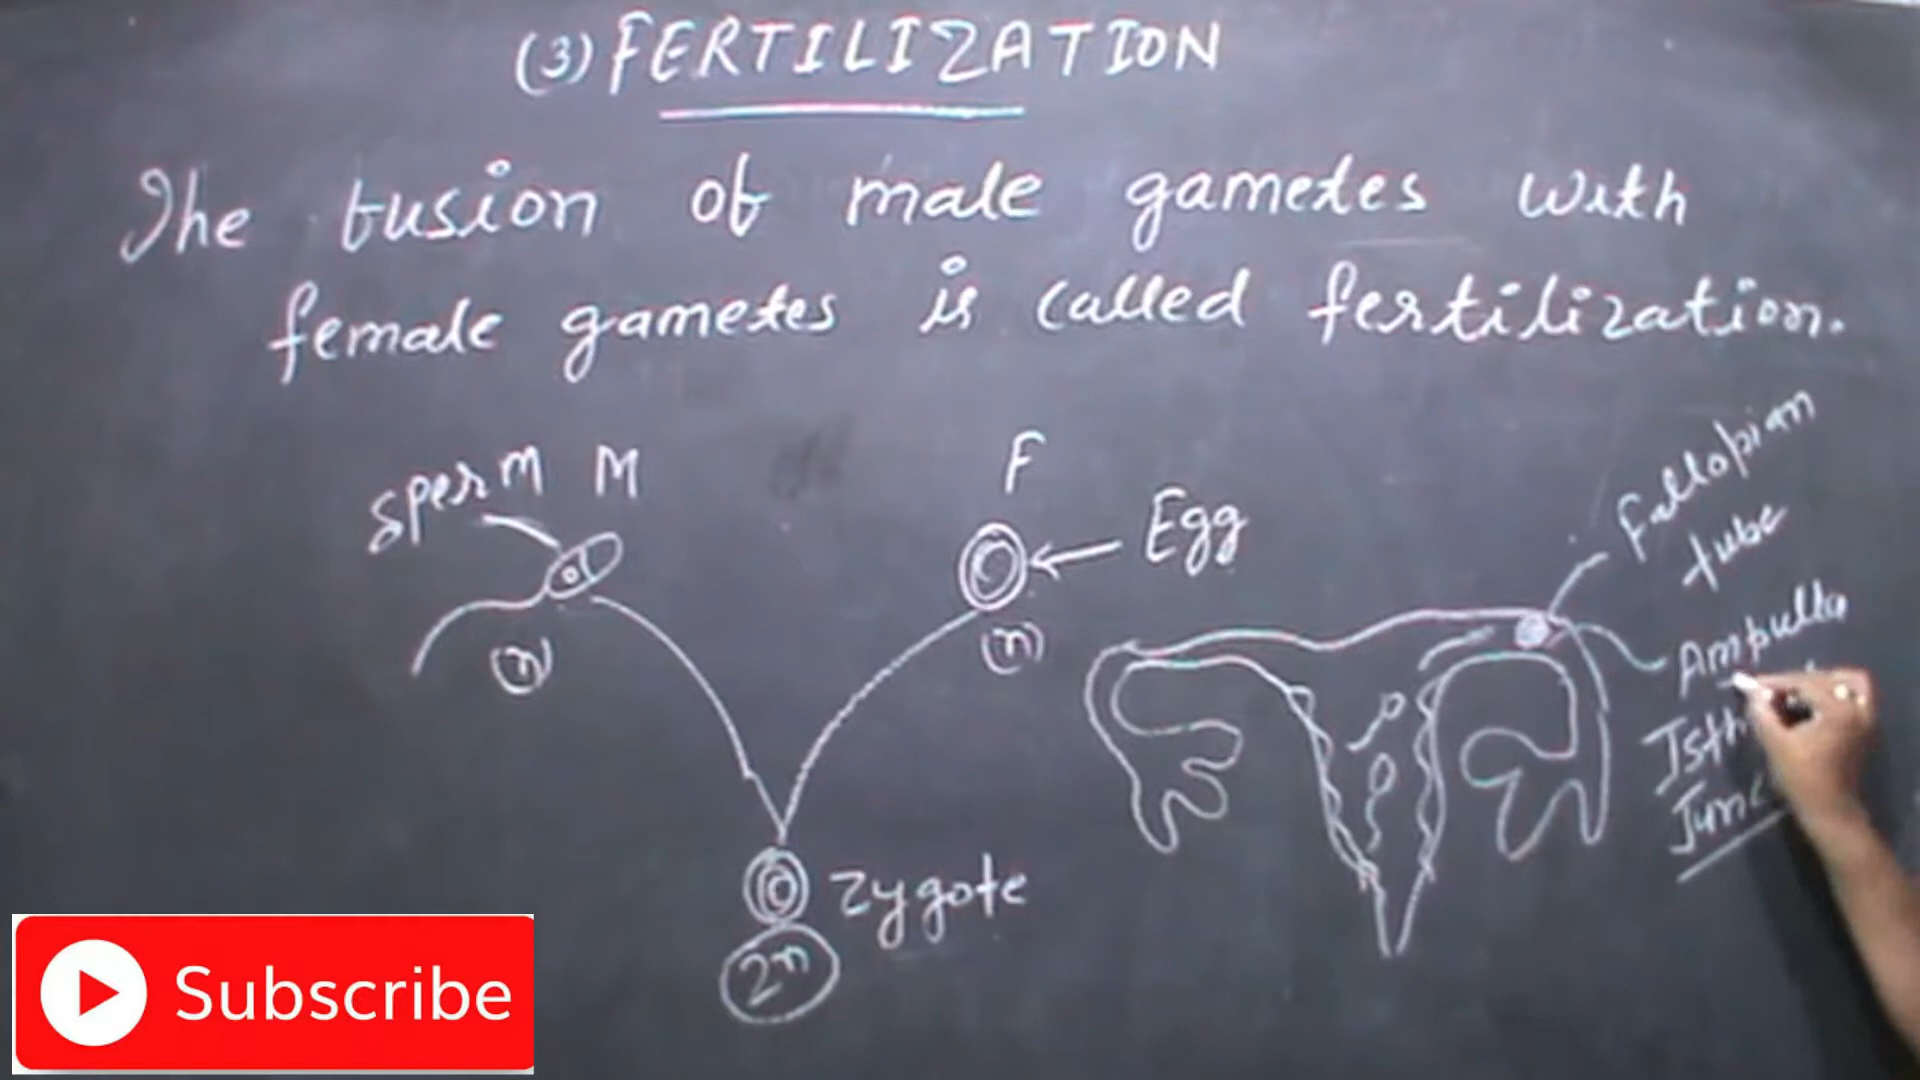 (3) FERTILIZATION
The fusion of male gametes with
female gametes is called fertilization.
sperm M
F
Egg
(n)
(n)
Zygote
2n
Fallopian
tube
Ampulla
Subscribe